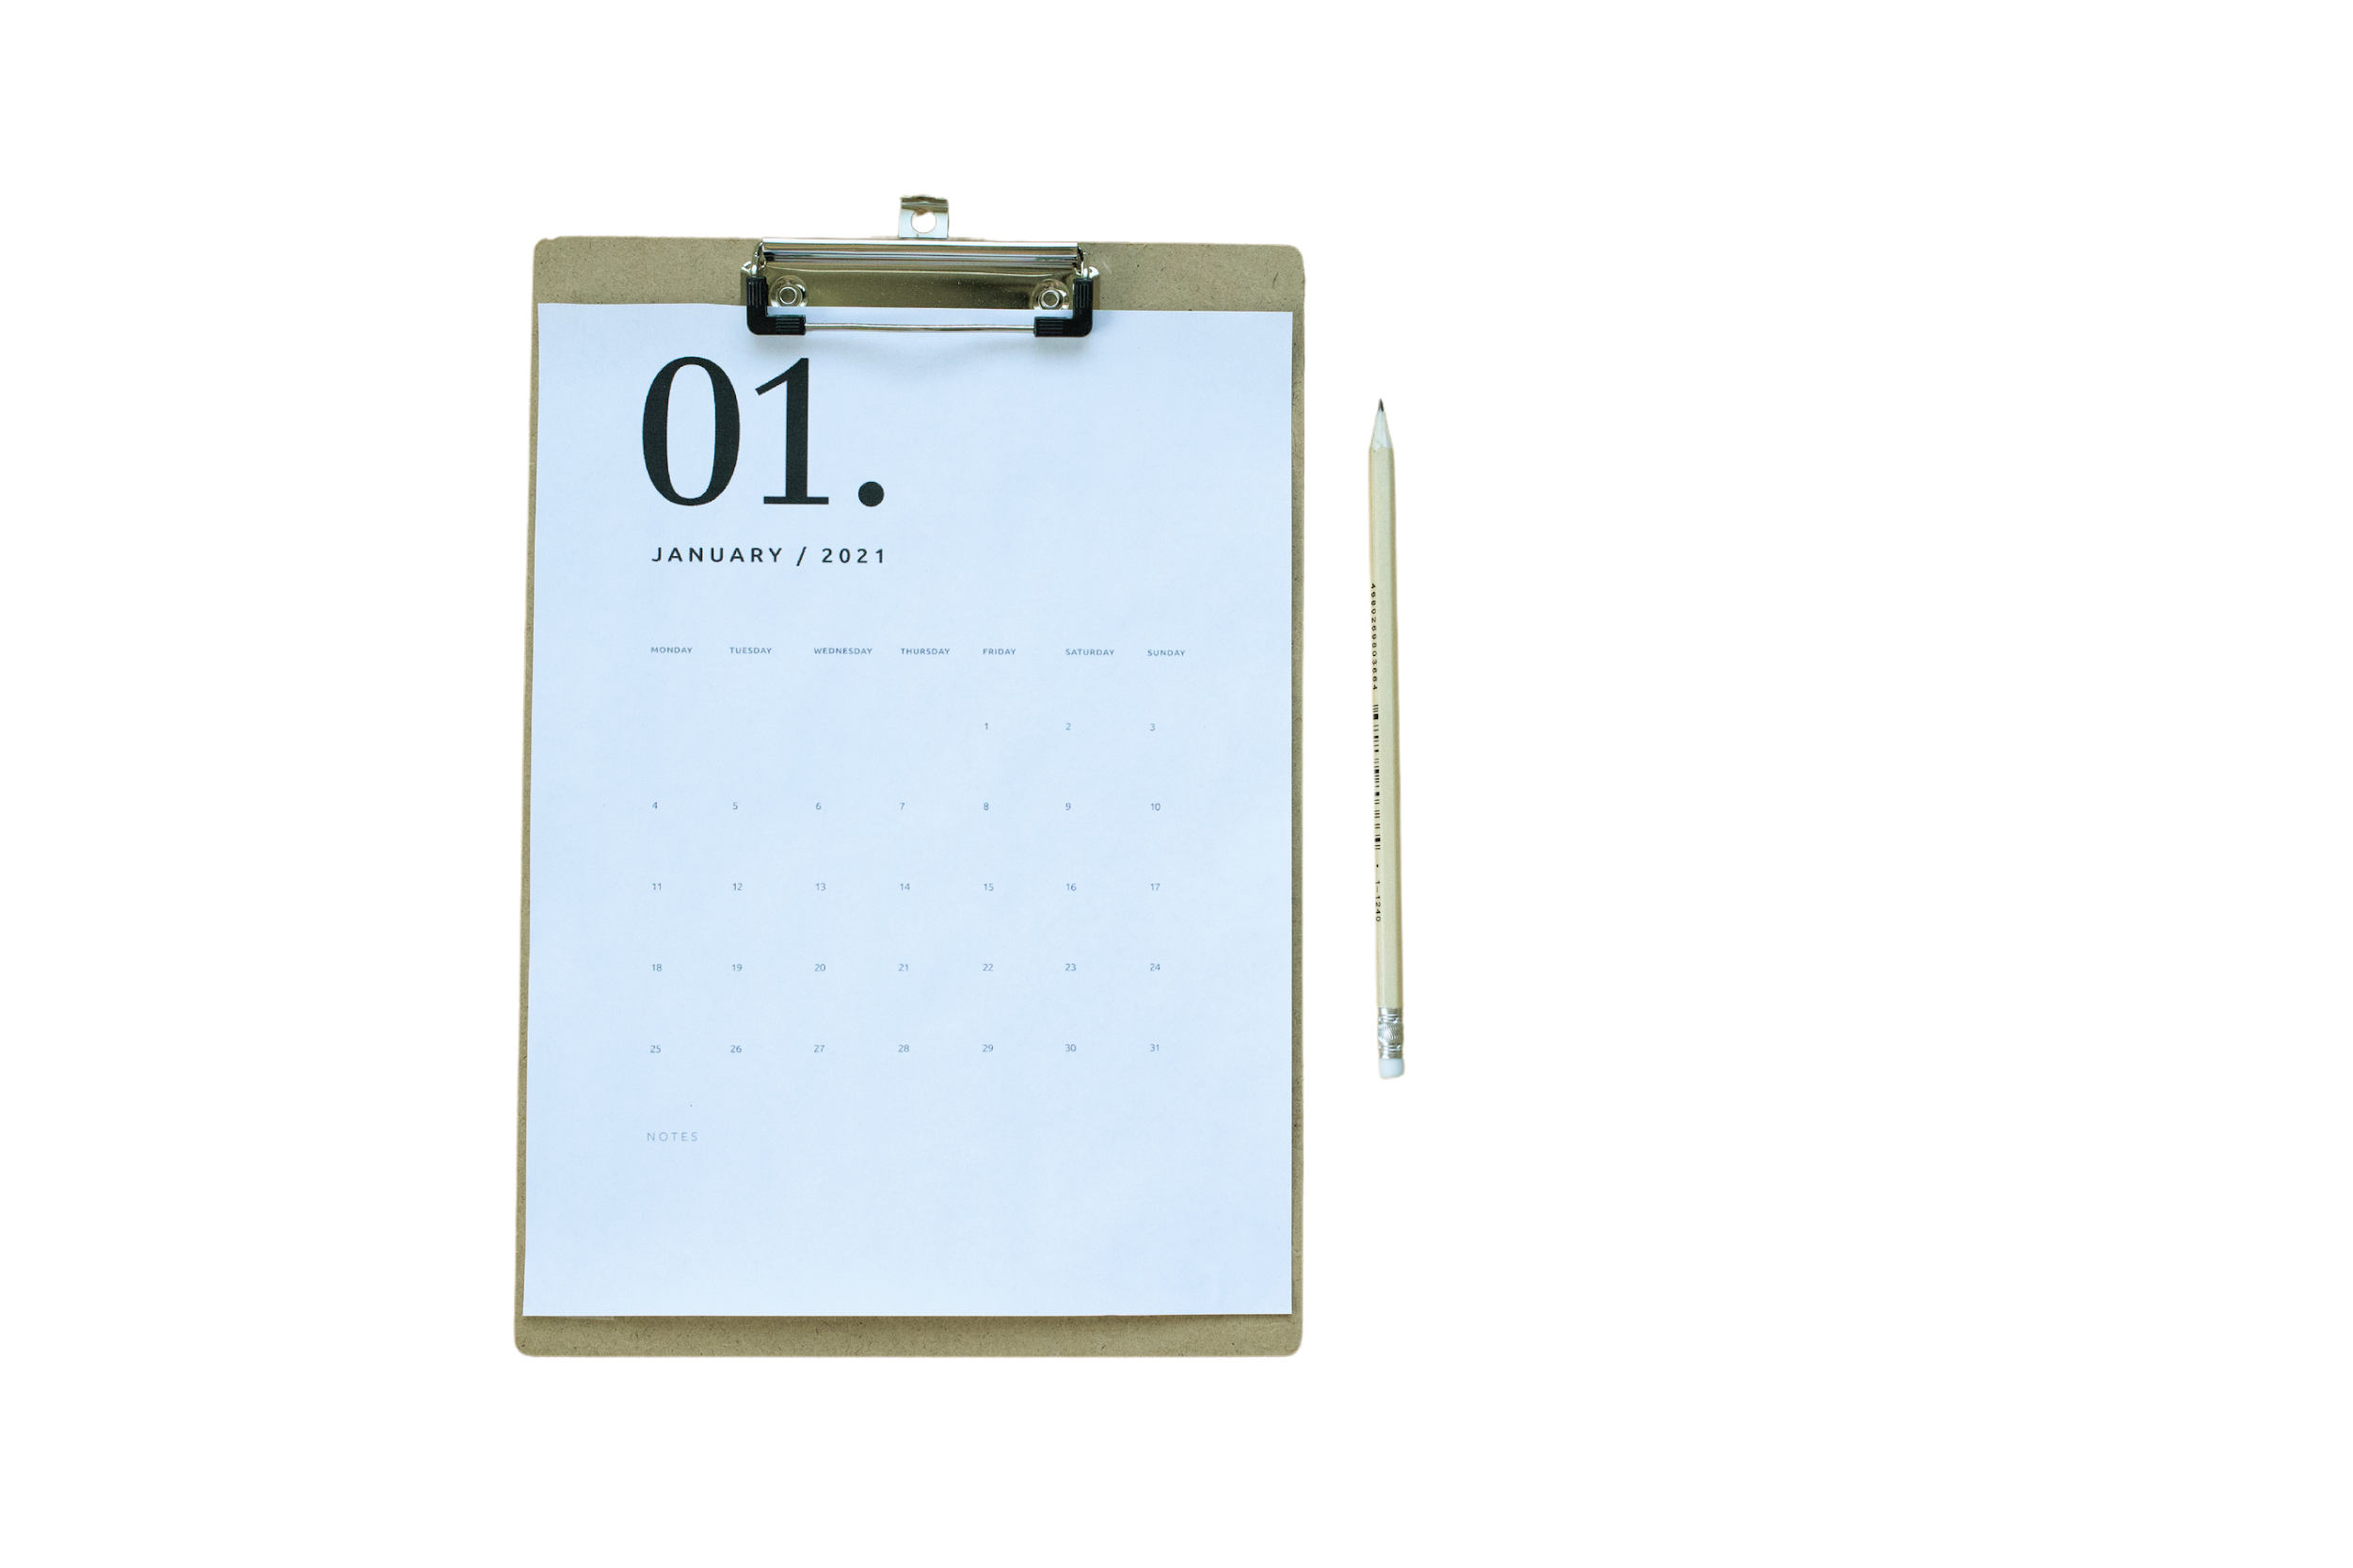 01.
JANUARY / 2021
MONDAY TUESDAY WEDNESDAY THURSDAY FRIDAY SATURDAY SUNDAY
1 2 3
4 5 6 7 8 9 10
11 12 13 14 15 16 17
18 19 20 21 22 23 24
25 26 27 28 29 30 31
NOTES
1-1240